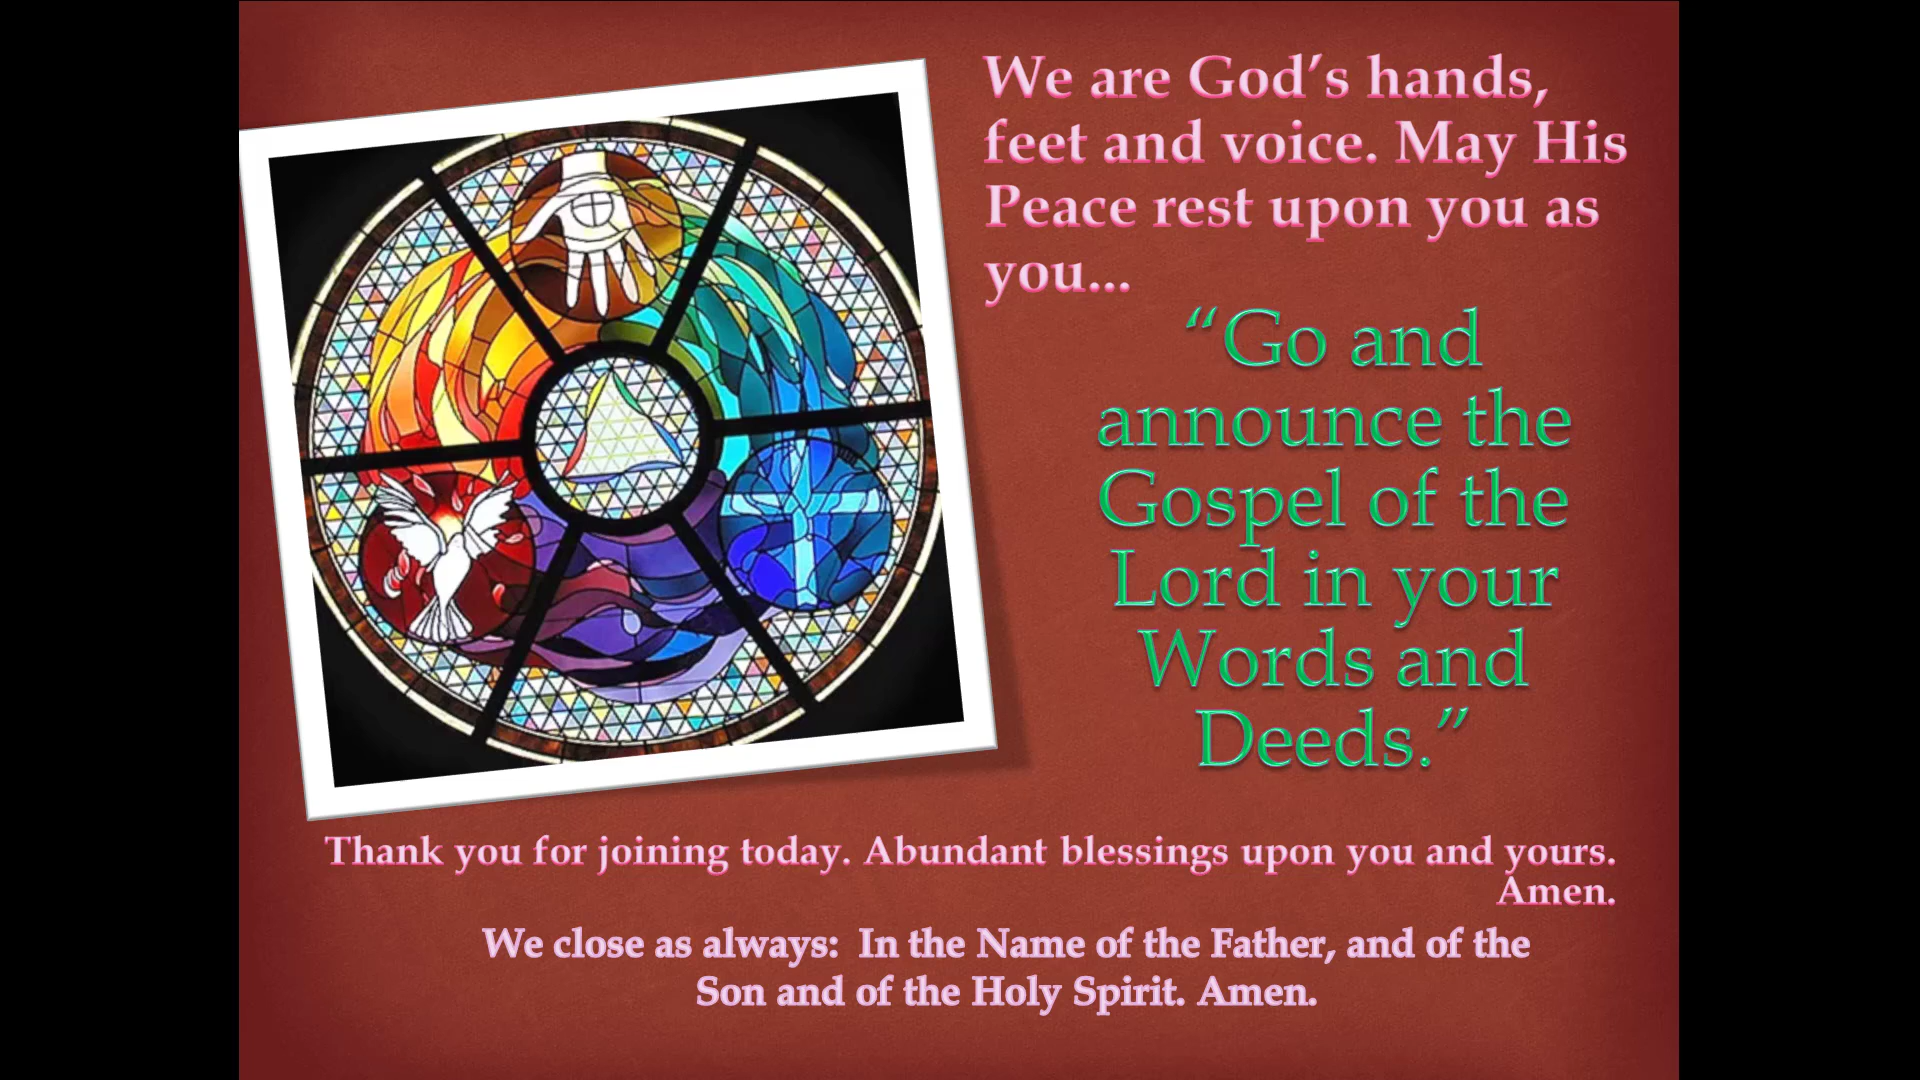 We are God’s hands,
feet and voice. May His
Peace rest upon you as
you...
“Go and
announce the
Gospel of the
Lord in your
Words and
Deeds.”
Thank you for joining today. Abundant blessings upon you and yours.
Amen.
We close as always:  In the Name of the Father, and of the
Son and of the Holy Spirit. Amen.